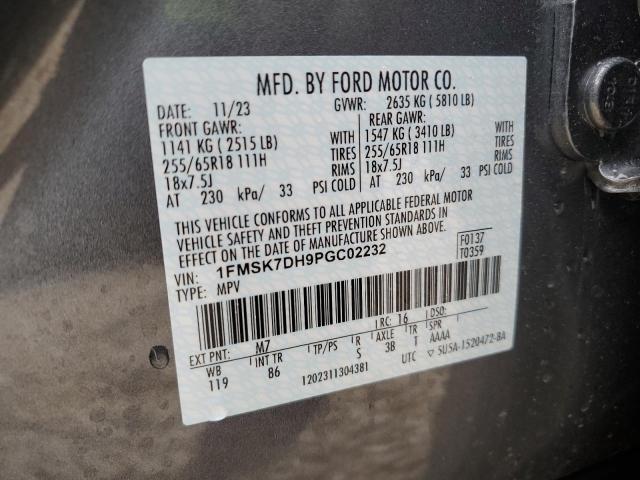 MFD. BY FORD MOTOR CO.
DATE: 11/23 GVWR: 2635 KG ( 5810 LB)
FRONT GAWR: REAR GAWR:
1141 KG ( 2515 LB) WITH 1547 KG ( 3410 LB) WITH
255/65R18 111H TIRES 255/65R18 111H TIRES
18x7.5J RIMS 18x7.5J RIMS
AT 230 kPa/ 33 PSI COLD AT 230 kPa/ 33 PSI COLD
THIS VEHICLE CONFORMS TO ALL APPLICABLE FEDERAL MOTOR
VEHICLE SAFETY AND THEFT PREVENTION STANDARDS IN
EFFECT ON THE DATE OF MANUFACTURE SHOWN ABOVE.
VIN: 1FMSK7DH9PGC02232 F0137
TYPE: MPV T0359
EXT PNT: M7 RC: 16 DSO:
WB INT TR TP/PS R AXLE TR SPR
119 86 S 3B T AAAA
1202311304381 UTC 5U5A-1520472-BA